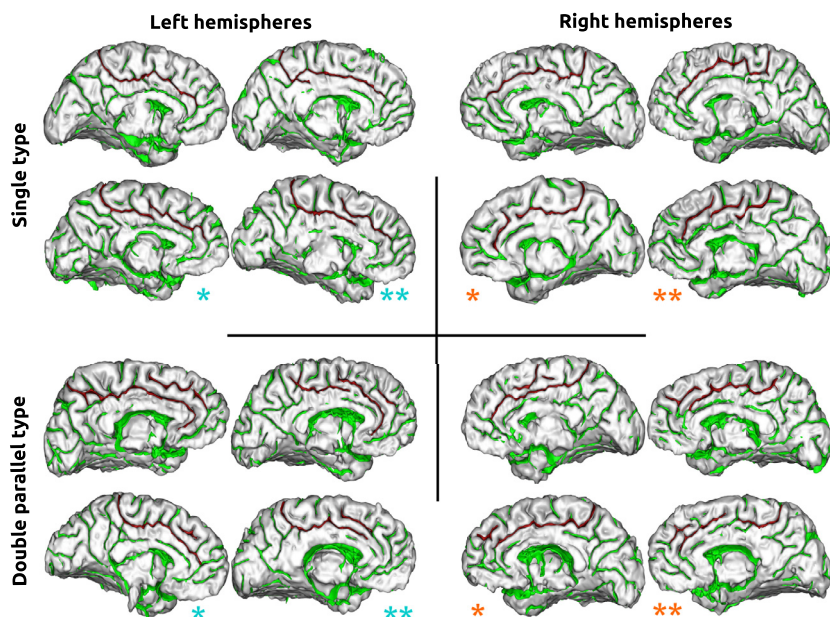 Left hemispheres
Right hemispheres
Single type
* ** * **
Double parallel type
* ** * **